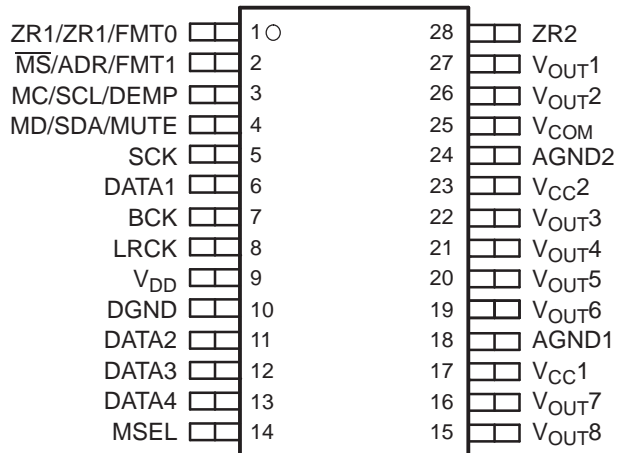 ZR1/ZR1/FMT0 1 28 ZR2
M̅S̅/ADR/FMT1 2 27 VOUT1
MC/SCL/DEMP 3 26 VOUT2
MD/SDA/MUTE 4 25 VCOM
SCK 5 24 AGND2
DATA1 6 23 VCC2
BCK 7 22 VOUT3
LRCK 8 21 VOUT4
VDD 9 20 VOUT5
DGND 10 19 VOUT6
DATA2 11 18 AGND1
DATA3 12 17 VCC1
DATA4 13 16 VOUT7
MSEL 14 15 VOUT8